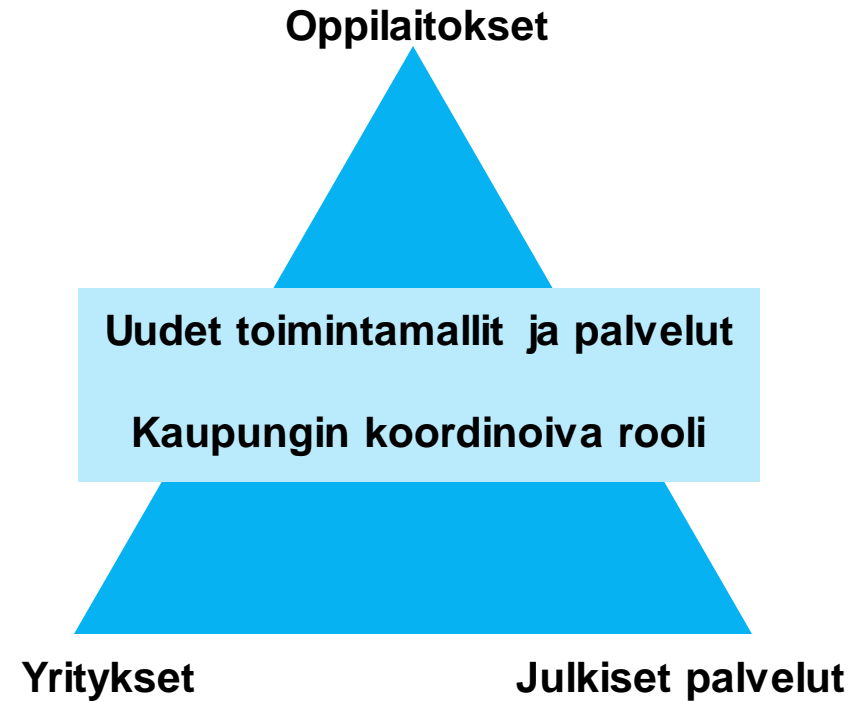 Oppilaitokset
Uudet toimintamallit ja palvelut
Kaupungin koordinoiva rooli
Yritykset
Julkiset palvelut